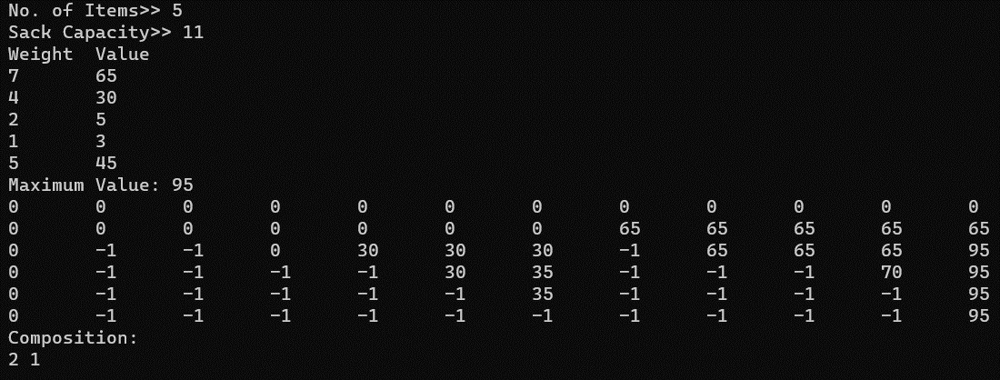 No. of Items>> 5
Sack Capacity>> 11
Weight  Value
7       65
4       30
2       5
1       3
5       45
Maximum Value: 95
0       0       0       0       0       0       0       0       0       0       0       0
0       0       0       0       0       0       0       65      65      65      65      65
0       -1      -1      0       30      30      30      -1      65      65      65      95
0       -1      -1      -1      -1      30      35      -1      -1      -1      70      95
0       -1      -1      -1      -1      -1      35      -1      -1      -1      -1      95
0       -1      -1      -1      -1      -1      -1      -1      -1      -1      -1      95
Composition:
2 1